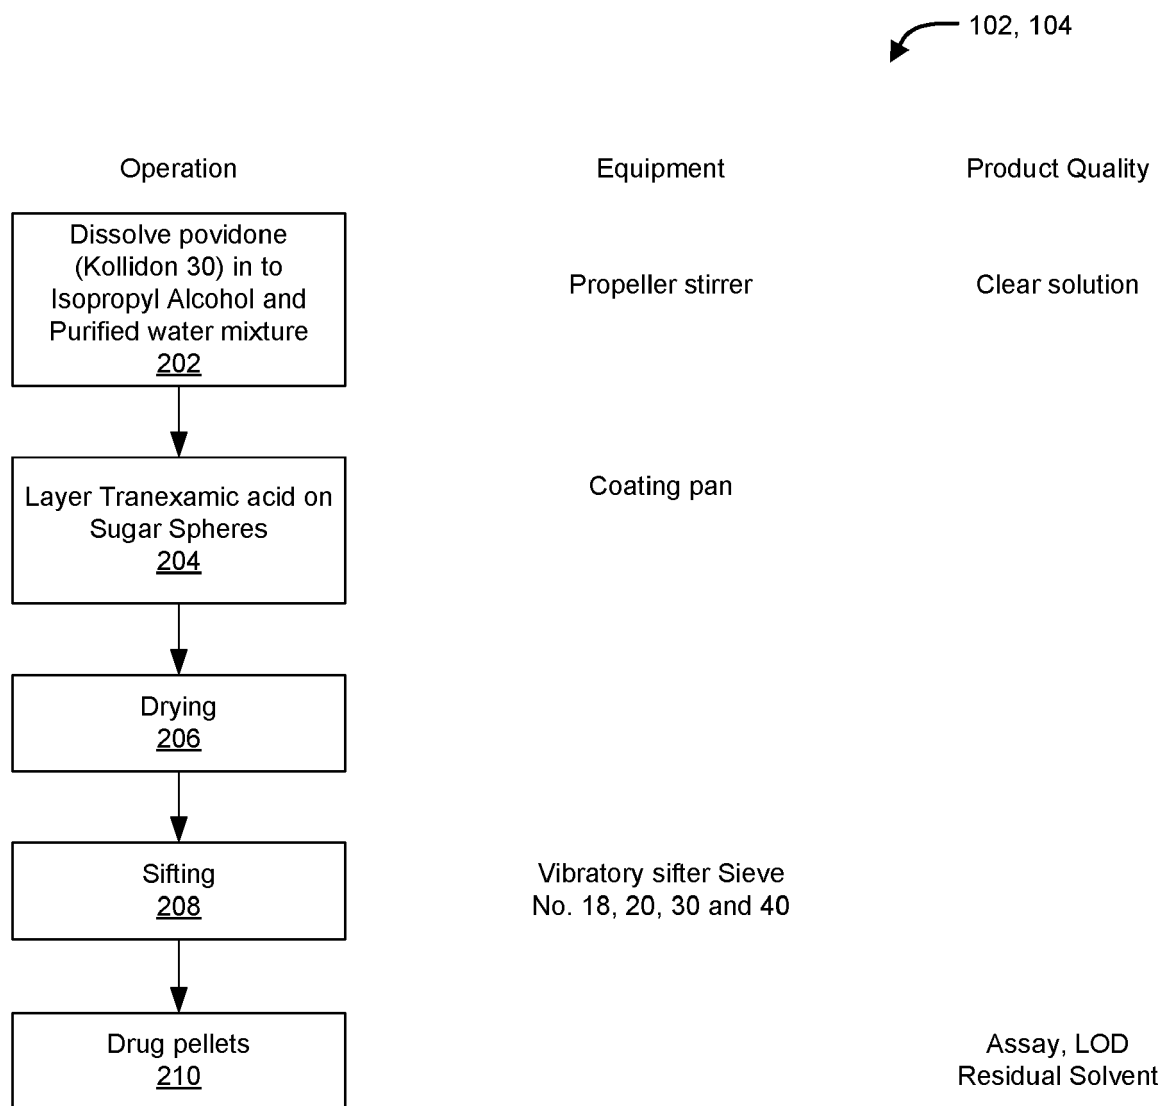 102, 104
Operation
Equipment
Product Quality
Dissolve povidone
(Kollidon 30) in to
Isopropyl Alcohol and
Purified water mixture
202
Propeller stirrer
Clear solution
Layer Tranexamic acid on
Sugar Spheres
204
Coating pan
Drying
206
Sifting
208
Vibratory sifter Sieve
No. 18, 20, 30 and 40
Drug pellets
210
Assay, LOD
Residual Solvent